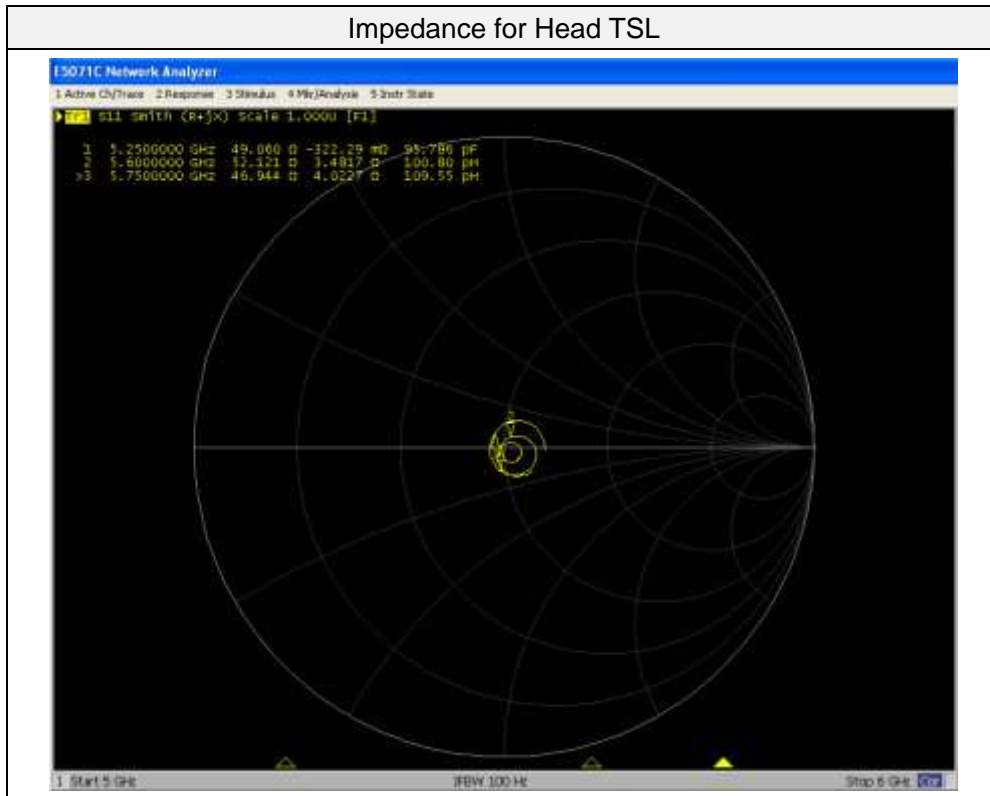 Impedance for Head TSL
E5071C Network Analyzer
1 Active Ch/Trace 2 Response 3 Stimulus 4 Mkr/Analysis 5 Instr State
Tr1 S11 Smith (R+jX) Scale 1.000U [F1]
1 5.2500000 GHz 49.060 Ω -322.29 mΩ pF
2 5.6000000 GHz 52.121 Ω 3.4817 Ω 100.80 pH
>3 5.7500000 GHz 46.944 Ω 4.0227 Ω 109.55 pH
1 Start 5 GHz IFBW 100 Hz Stop 6 GHz Cor